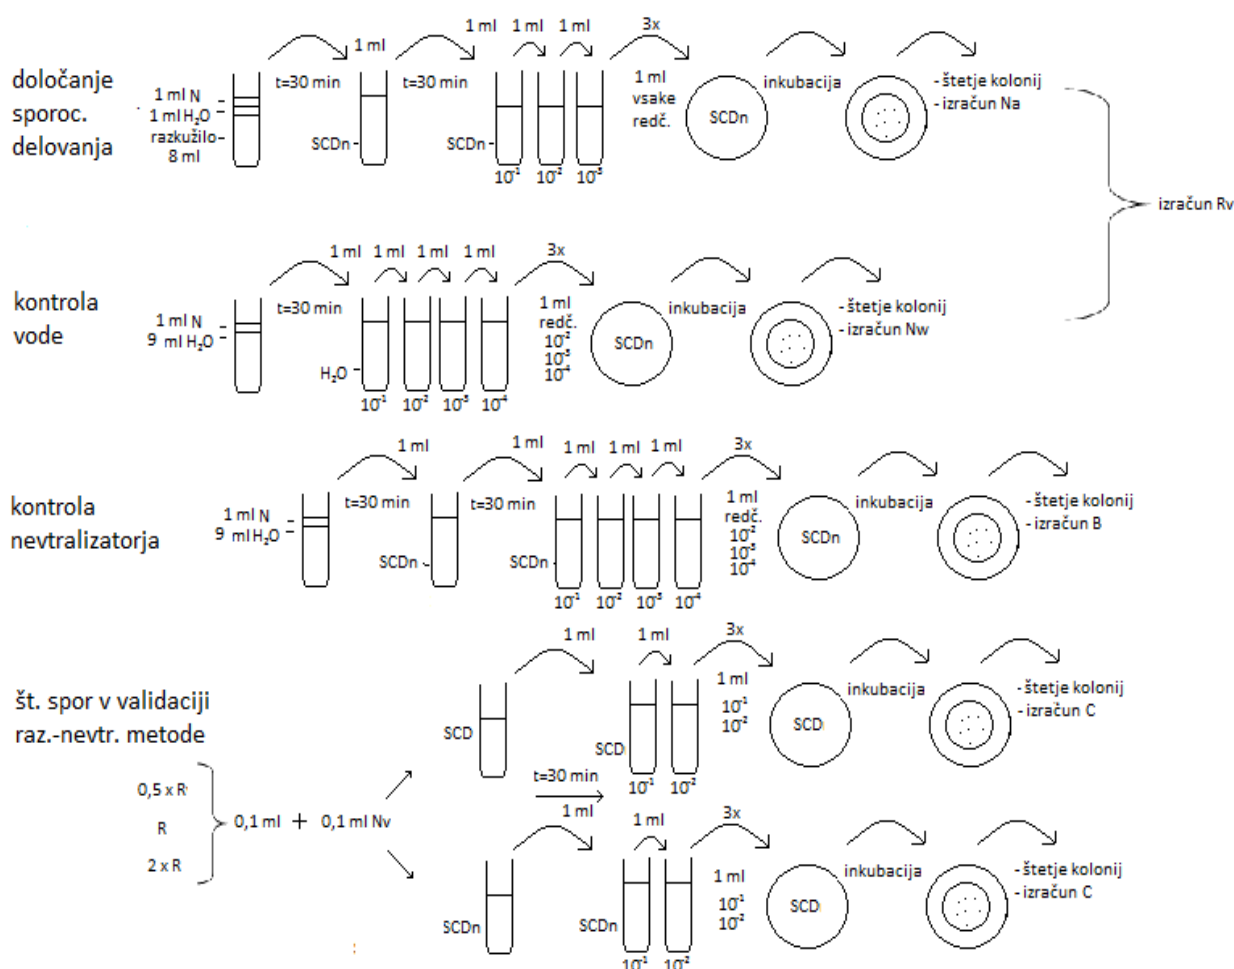 1 ml
1 ml
1 ml
1 ml
3x
določanje
sporoc.
delovanja
1 ml N
1 ml H₂O
razkužilo
8 ml
t=30 min
SCDn
t=30 min
SCDn
10⁻¹
10⁻²
10⁻³
1 ml
vsake
redč.
SCDn
inkubacija
- štetje kolonij
- izračun Na
izračun Rv
kontrola
vode
1 ml N
9 ml H₂O
1 ml
1 ml
1 ml
1 ml
3x
t=30 min
H₂O
10⁻¹
10⁻²
10⁻³
10⁻⁴
1 ml
redč.
10⁻²
10⁻³
10⁻⁴
SCDn
inkubacija
- štetje kolonij
- izračun Nw
kontrola
nevtralizatorja
1 ml N
9 ml H₂O
1 ml
1 ml
1 ml
1 ml
1 ml
3x
t=30 min
SCDn
t=30 min
SCDn
10⁻¹
10⁻²
10⁻³
10⁻⁴
1 ml
redč.
10⁻²
10⁻³
10⁻⁴
SCDn
inkubacija
- štetje kolonij
- izračun B
št. spor v validaciji
raz.-nevtr. metode
0,5 x R
R
2 x R
0,1 ml + 0,1 ml Nv
1 ml
1 ml
3x
SCD
SCD
10⁻¹
10⁻²
1 ml
10⁻¹
10⁻²
SCD
inkubacija
- štetje kolonij
- izračun C
t=30 min
1 ml
1 ml
3x
SCDn
SCDn
10⁻¹
10⁻²
1 ml
10⁻¹
10⁻²
SCD
inkubacija
- štetje kolonij
- izračun C